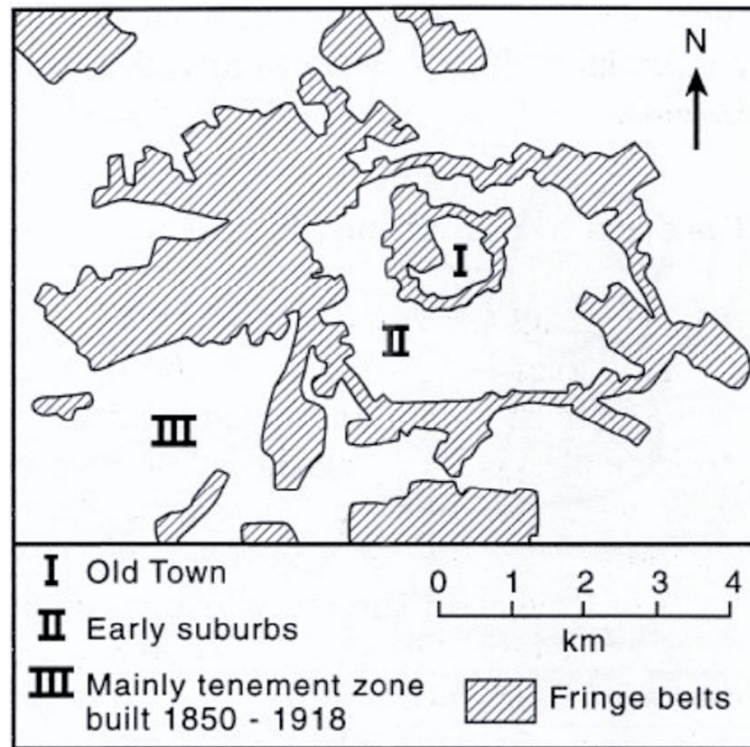 N
I
II
III
I Old Town
II Early suburbs
III Mainly tenement zone
built 1850 - 1918
0 1 2 3 4
km
Fringe belts